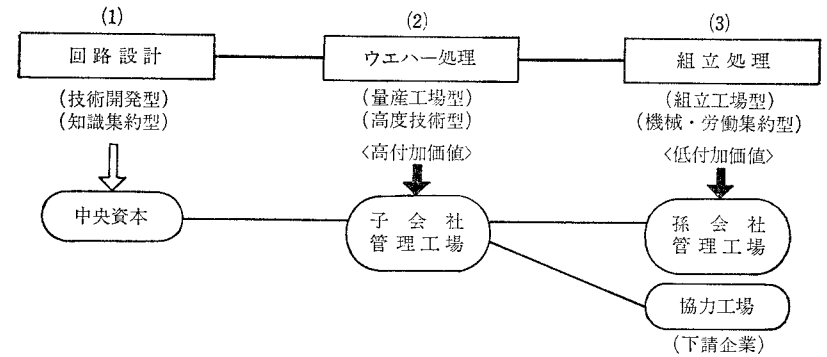 (1)
(2)
(3)
回路設計
ウエハー処理
組立処理
(技術開発型)
(知識集約型)
(量産工場型)
(高度技術型)
(組立工場型)
(機械・労働集約型)
〈高付加価値〉
〈低付加価値〉
中央資本
子会社
管理工場
孫会社
管理工場
協力工場
(下請企業)